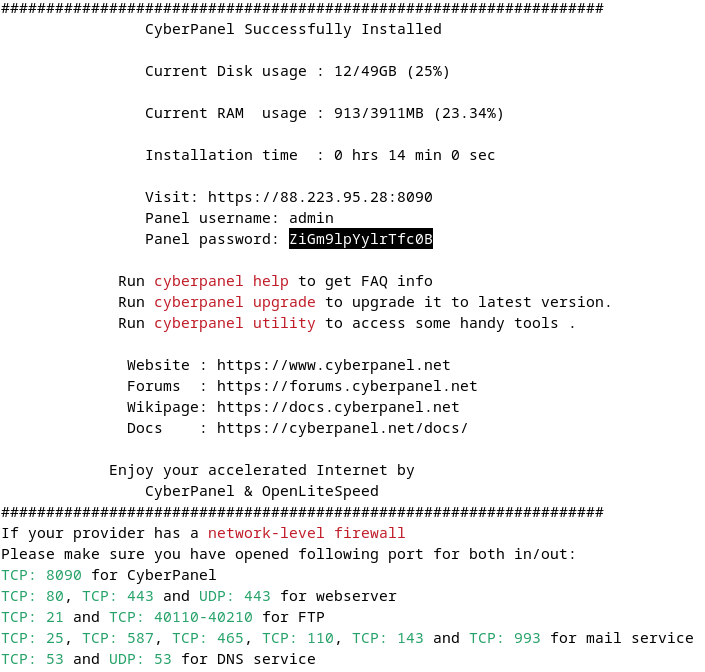 ###################################################################
CyberPanel Successfully Installed
Current Disk usage : 12/49GB (25%)
Current RAM  usage : 913/3911MB (23.34%)
Installation time  : 0 hrs 14 min 0 sec
Visit: https://88.223.95.28:8090
Panel username: admin
Panel password: ZiGm9lpYylrTfc0B
Run cyberpanel help to get FAQ info
Run cyberpanel upgrade to upgrade it to latest version.
Run cyberpanel utility to access some handy tools .
Website : https://www.cyberpanel.net
Forums  : https://forums.cyberpanel.net
Wikipage: https://docs.cyberpanel.net
Docs    : https://cyberpanel.net/docs/
Enjoy your accelerated Internet by
CyberPanel & OpenLiteSpeed
###################################################################
If your provider has a network-level firewall
Please make sure you have opened following port for both in/out:
TCP: 8090 for CyberPanel
TCP: 80, TCP: 443 and UDP: 443 for webserver
TCP: 21 and TCP: 40110-40210 for FTP
TCP: 25, TCP: 587, TCP: 465, TCP: 110, TCP: 143 and TCP: 993 for mail service
TCP: 53 and UDP: 53 for DNS service